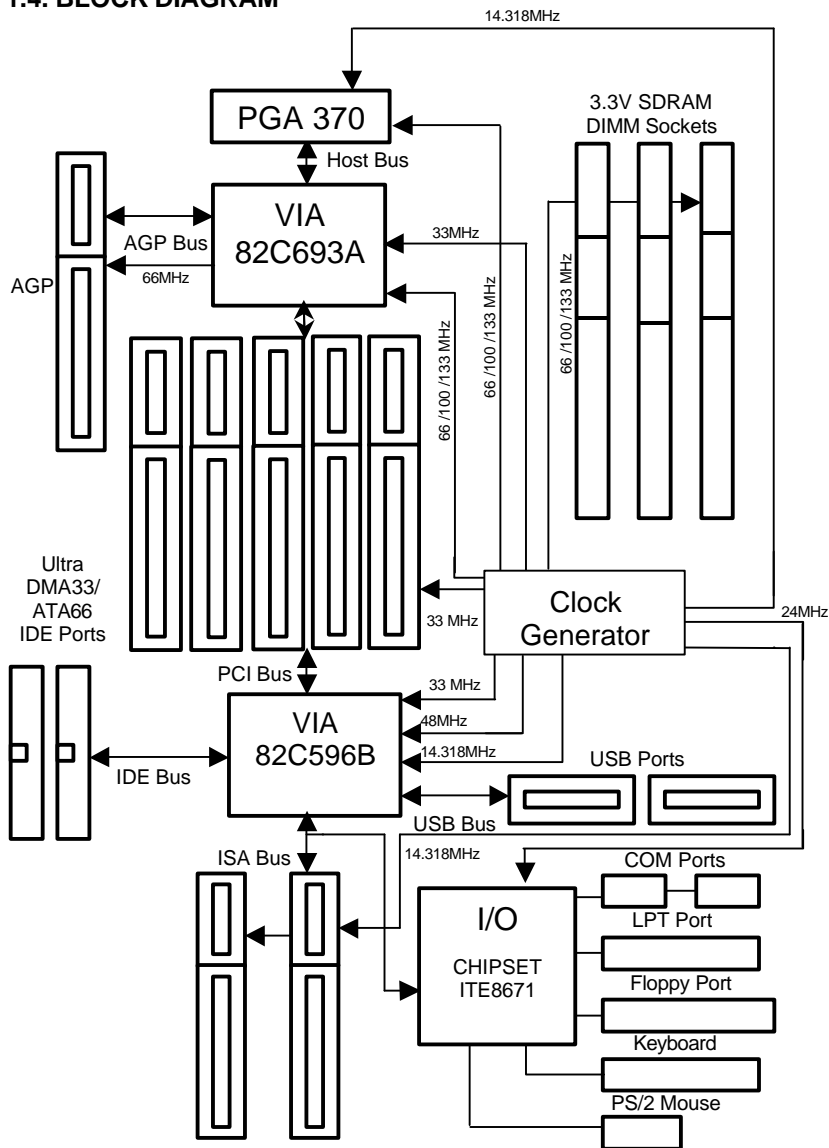 1.4. BLOCK DIAGRAM
14.318MHz
PGA 370
3.3V SDRAM
DIMM Sockets
Host Bus
VIA
82C693A
AGP Bus
33MHz
AGP
66MHz
66 /100 /133 MHz
66 /100 /133 MHz
66 /100 /133 MHz
Ultra
DMA33/
ATA66
IDE Ports
Clock
Generator
33 MHz
24MHz
PCI Bus
33 MHz
VIA
82C596B
48MHz
14.318MHz
USB Ports
IDE Bus
USB Bus
ISA Bus
14.318MHz
COM Ports
I/O
CHIPSET
ITE8671
LPT Port
Floppy Port
Keyboard
PS/2 Mouse